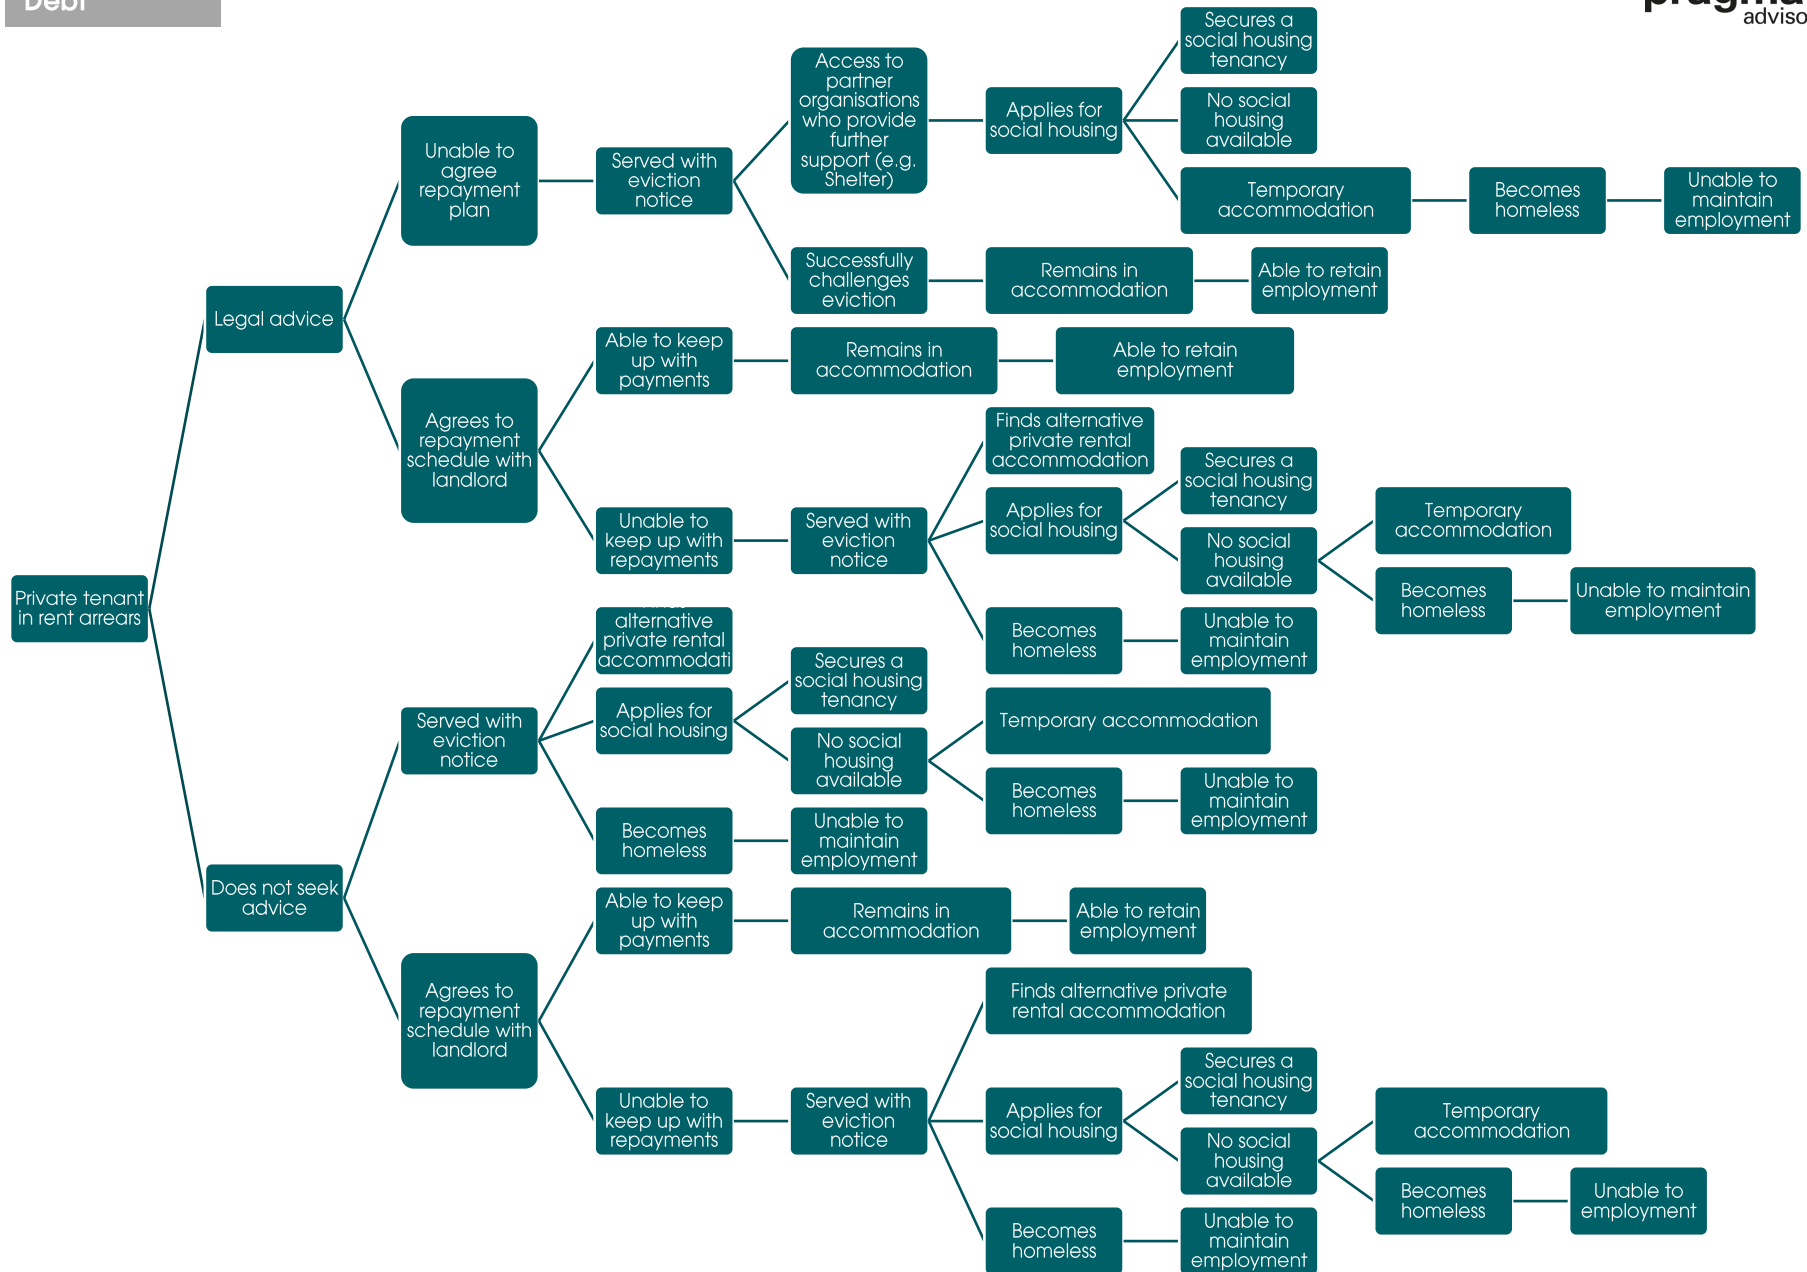 Debt
adviso
Secures a
social housing
tenancy
Access to
partner
organisations
who provide
further
support (e.g.
Shelter)
Applies for
social housing
No social
housing
available
Unable to
agree
repayment
plan
Served with
eviction
notice
Temporary
accommodation
Becomes
homeless
Unable to
maintain
employment
Successfully
challenges
eviction
Remains in
accommodation
Able to retain
employment
Legal advice
Able to keep
up with
payments
Remains in
accommodation
Able to retain
employment
Agrees to
repayment
schedule with
landlord
Finds alternative
private rental
accommodation
Secures a
social housing
tenancy
Unable to
keep up with
repayments
Served with
eviction
notice
Applies for
social housing
No social
housing
available
Temporary
accommodation
Becomes
homeless
Unable to maintain
employment
Becomes
homeless
Unable to
maintain
employment
Private tenant
in rent arrears
alternative
private rental
accommodati
Secures a
social housing
tenancy
Served with
eviction
notice
Applies for
social housing
No social
housing
available
Temporary accommodation
Becomes
homeless
Unable to
maintain
employment
Becomes
homeless
Unable to
maintain
employment
Does not seek
advice
Able to keep
up with
payments
Remains in
accommodation
Able to retain
employment
Agrees to
repayment
schedule with
landlord
Finds alternative private
rental accommodation
Secures a
social housing
tenancy
Unable to
keep up with
repayments
Served with
eviction
notice
Applies for
social housing
No social
housing
available
Temporary
accommodation
Becomes
homeless
Unable to
employment
Becomes
homeless
Unable to
maintain
employment